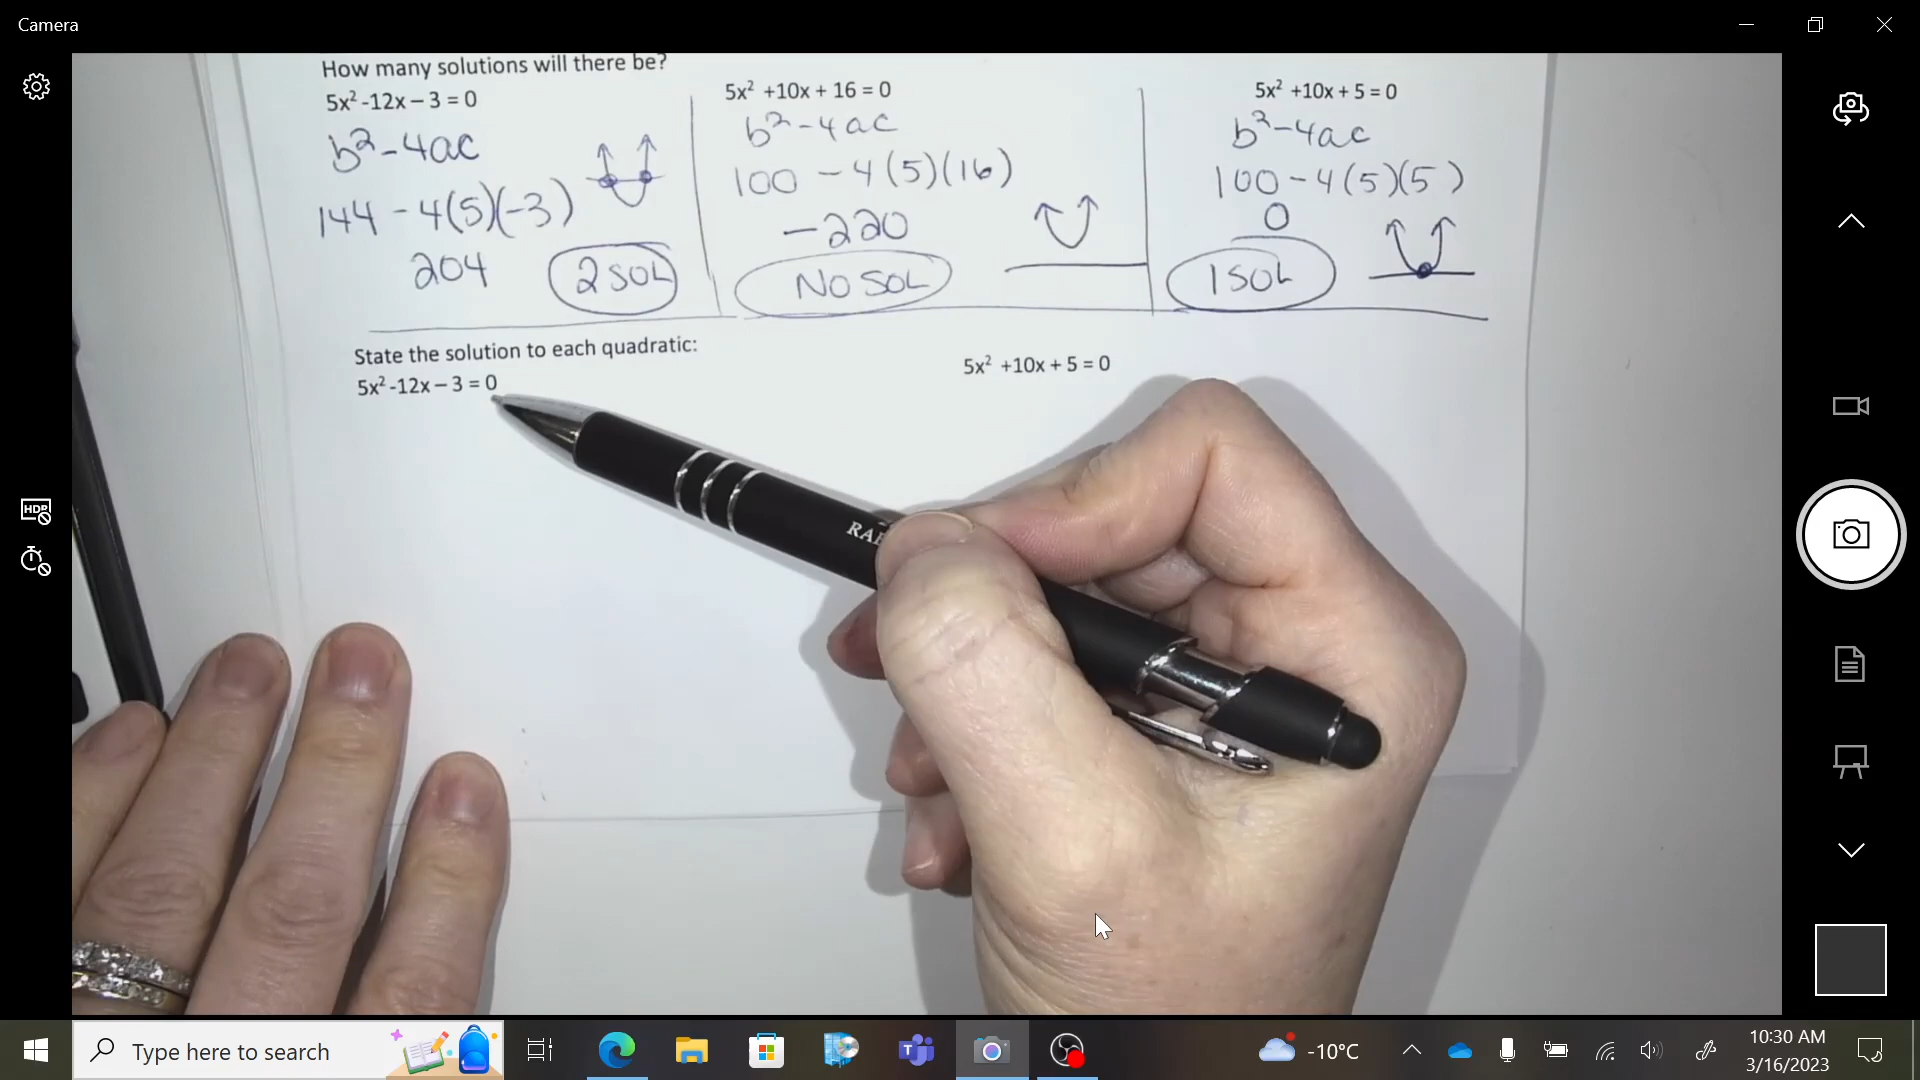 Camera
How many solutions will there be?
5x² -12x – 3 = 0
b²-4ac
144 - 4(5)(-3)
204
2 SOL
5x² +10x + 16 = 0
b²-4ac
100 - 4(5)(16)
-220
NO SOL
5x² +10x + 5 = 0
b²-4ac
100 - 4(5)(5)
0
1 SOL
State the solution to each quadratic:
5x² -12x – 3 = 0
5x² +10x + 5 = 0
HDR
Type here to search
-10°C
10:30 AM
3/16/2023